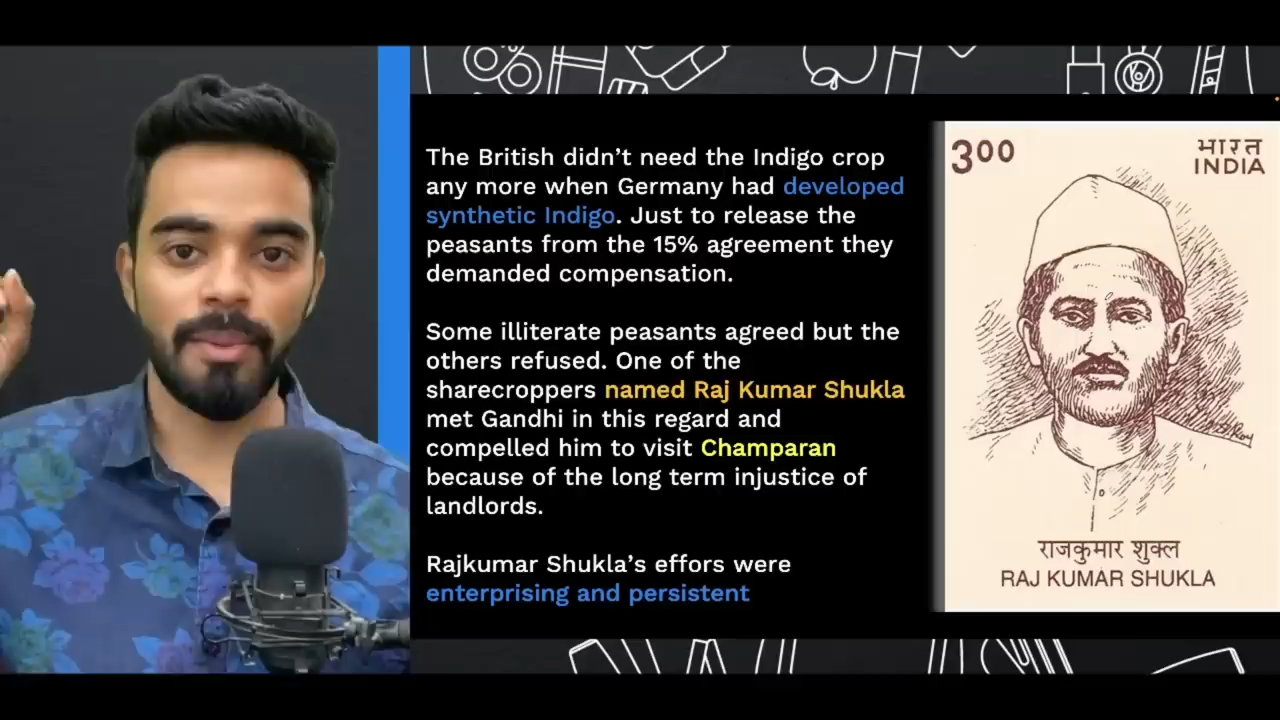 The British didn't need the Indigo crop
any more when Germany had developed
synthetic Indigo. Just to release the
peasants from the 15% agreement they
demanded compensation.
Some illiterate peasants agreed but the
others refused. One of the
sharecroppers named Raj Kumar Shukla
met Gandhi in this regard and
compelled him to visit Champaran
because of the long term injustice of
landlords.
Rajkumar Shukla's effors were
enterprising and persistent
300
भारत
INDIA
राजकुमार शुक्ल
RAJ KUMAR SHUKLA